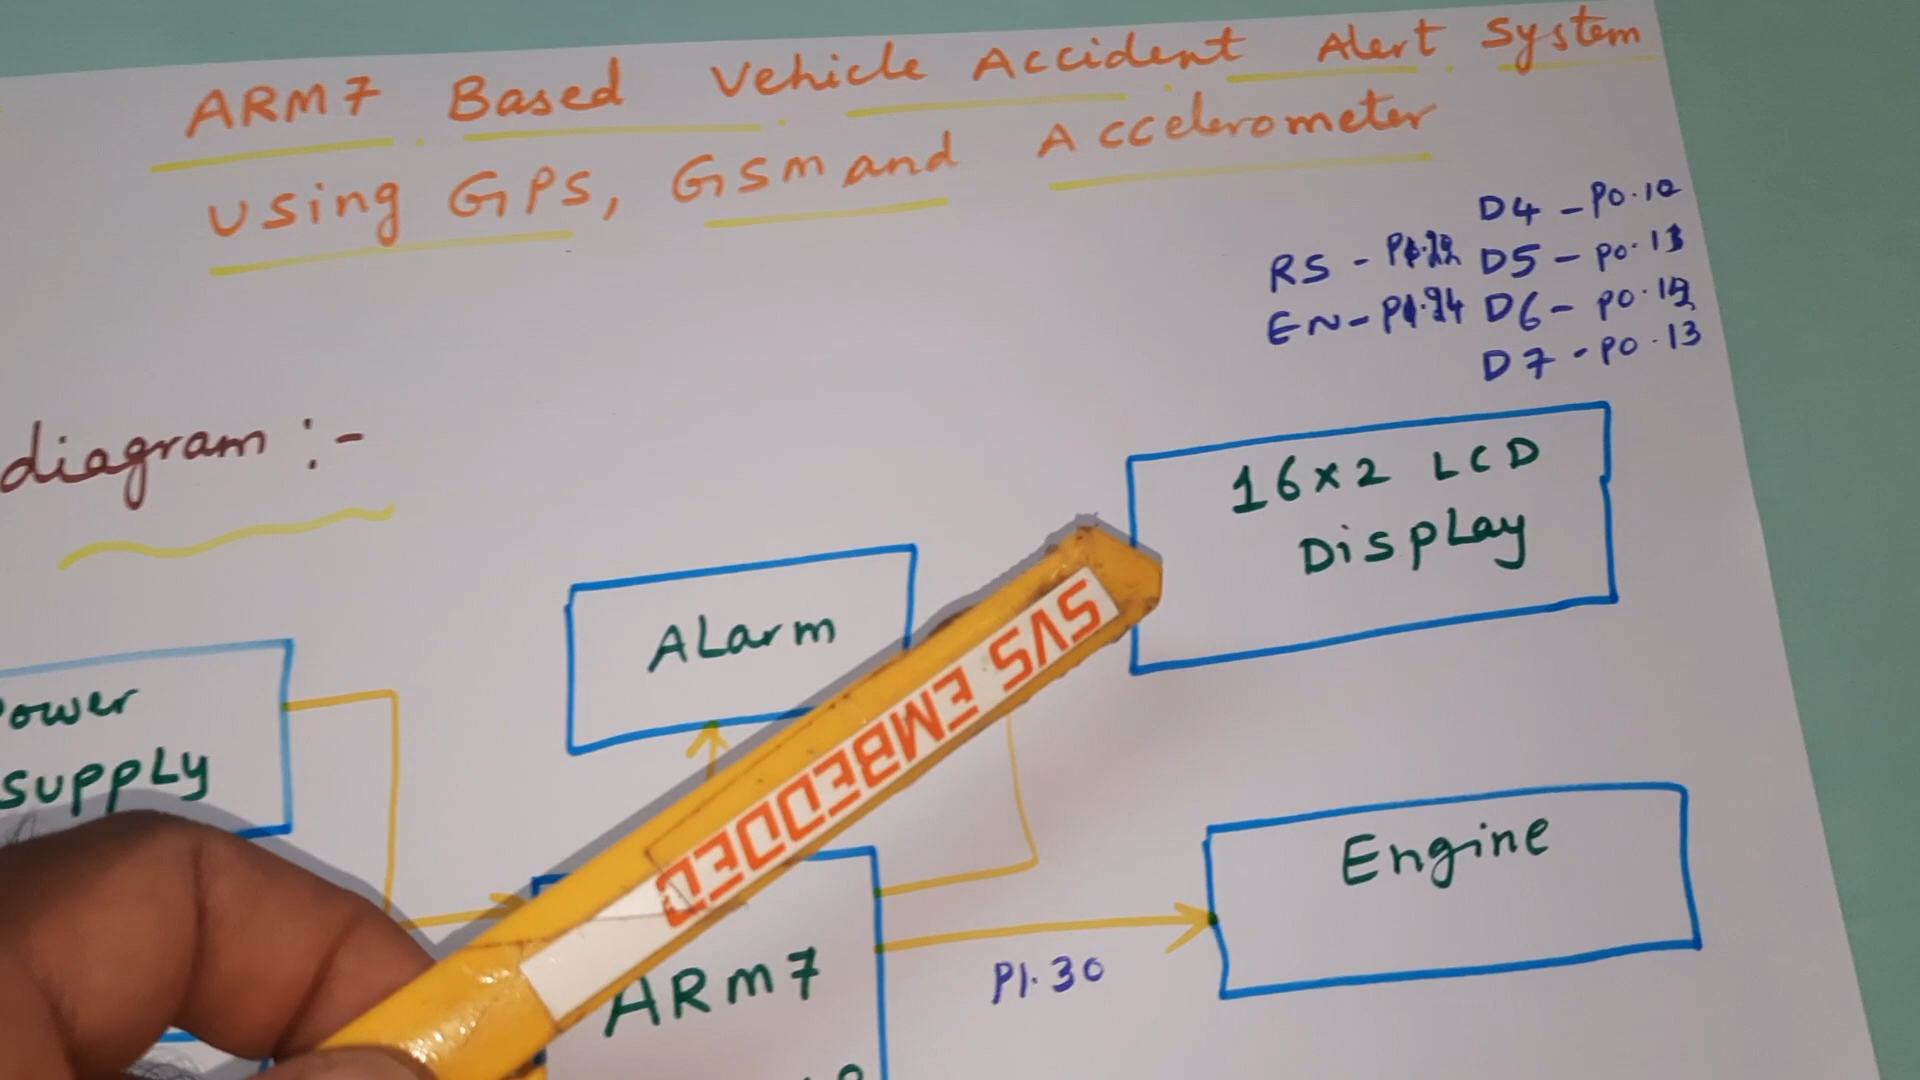 ARM7 Based Vehicle Accident Alert System
using GPS, GSM and Accelerometer
D4 - P0.10
RS - D5 - P0.11
EN - D6 - P0.12
D7 - P0.13
diagram :-
16x2 LCD
Display
ALarm
Power
supply
SVS EMBEDDED
Engine
P1.30
ARM7